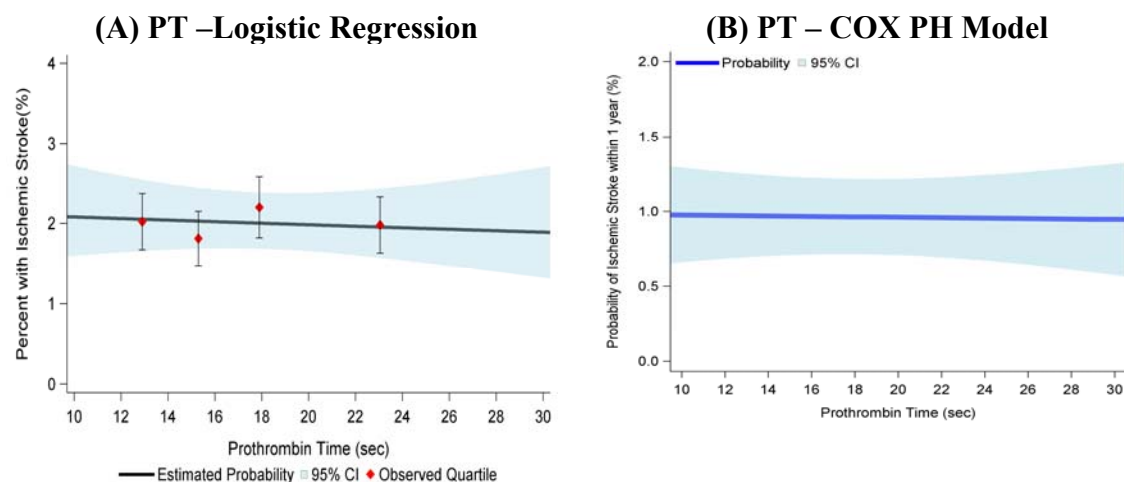 (A) PT –Logistic Regression
4
3
2
1
0
Percent with Ischemic Stroke(%)
10 12 14 16 18 20 22 24 26 28 30
Prothrombin Time (sec)
Estimated Probability 95% CI Observed Quartile
(B) PT – COX PH Model
Probability 95% CI
2.0
1.5
1.0
0.5
0.0
Probability of Ischemic Stroke within 1 year (%)
10 12 14 16 18 20 22 24 26 28 30
Prothrombin Time (sec)